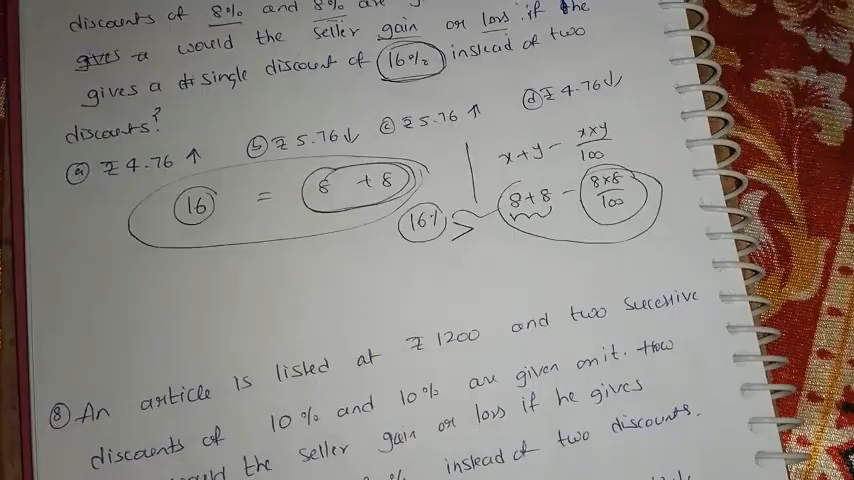 discounts of 8% and 8% are
gives a would the seller gain or loss if the
gives a single discount of 16% instead of two
discounts?
(a) ₹ 4.76 ↑ (b) ₹ 5.76 ↓ (c) ₹ 5.76 ↑ (d) ₹ 4.76 ↓
x + y - x×y/100
16 = 8 + 8
16% > 8+8 - 8×8/100
(8) An article is listed at ₹ 1200 and two successive
discounts of 10% and 10% are given on it. How
would the seller gain or loss if he gives
% instead of two discounts.